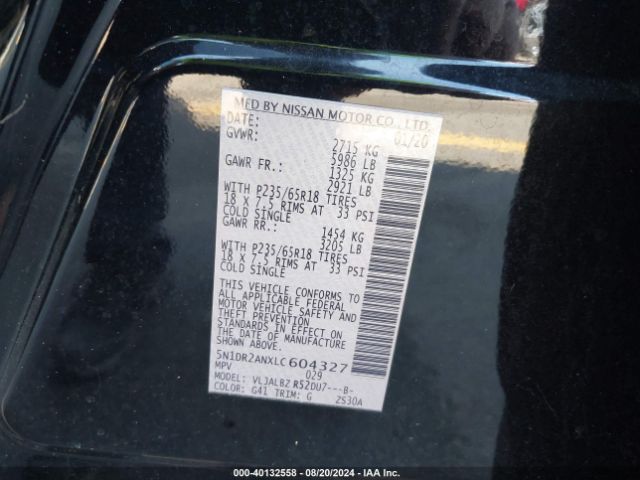 MFD BY NISSAN MOTOR CO., LTD.
DATE: 01/20
GVWR: 2715 KG
5986 LB
GAWR FR.: 1325 KG
2921 LB
WITH P235/65R18 TIRES
18 X 7.5 RIMS AT 33 PSI
COLD SINGLE
GAWR RR.: 1454 KG
3205 LB
WITH P235/65R18 TIRES
18 X 7.5 RIMS AT 33 PSI
COLD SINGLE
THIS VEHICLE CONFORMS TO
ALL APPLICABLE FEDERAL
MOTOR VEHICLE SAFETY AND
THEFT PREVENTION
STANDARDS IN EFFECT ON
THE DATE OF MANUFACTURE
SHOWN ABOVE.
5N1DR2ANXLC604327
MPV 029
MODEL: VLJALBZ R52DU7---B-
COLOR: G41 TRIM: G 2S30A
000-40132558 - 08/20/2024 - IAA Inc.